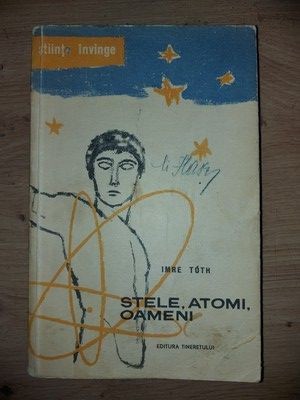 știința învinge
IMRE TÓTH
STELE, ATOMI,
OAMENI
EDITURA TINERETULUI